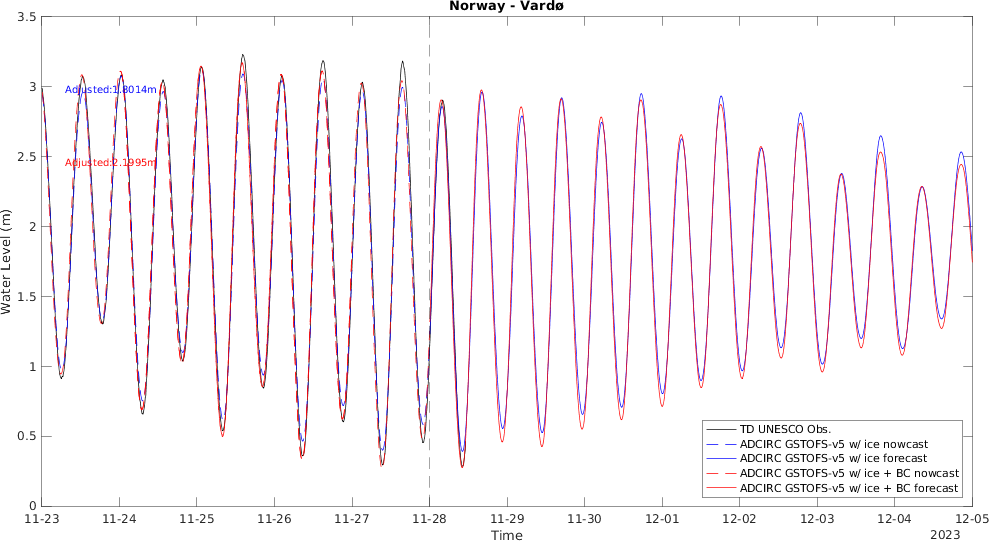 Norway - Vardø
3.5
3
2.5
2
1.5
1
0.5
0
Water Level (m)
Adjusted:1.8014m
Adjusted:2.1995m
TD UNESCO Obs.
ADCIRC GSTOFS-v5 w/ ice nowcast
ADCIRC GSTOFS-v5 w/ ice forecast
ADCIRC GSTOFS-v5 w/ ice + BC nowcast
ADCIRC GSTOFS-v5 w/ ice + BC forecast
11-23 11-24 11-25 11-26 11-27 11-28 11-29 11-30 12-01 12-02 12-03 12-04 12-05
Time
2023